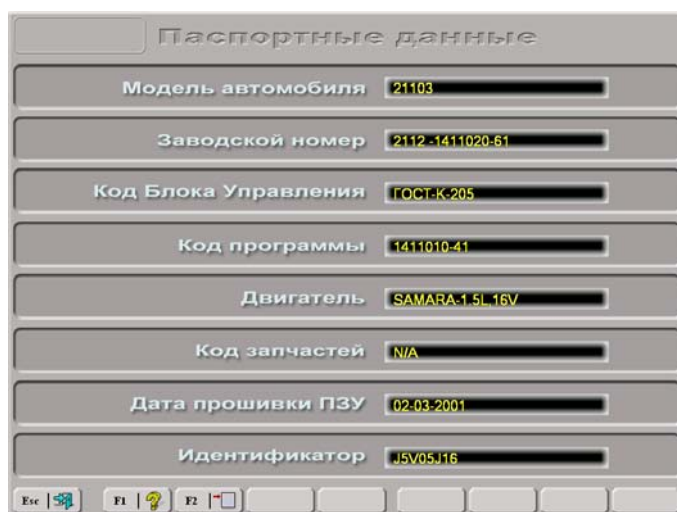 Паспортные данные
Модель автомобиля 21103
Заводской номер 2112 -1411020-61
Код Блока Управления ГОСТ-К-205
Код программы 1411010-41
Двигатель SAMARA-1.5L,16V
Код запчастей N/A
Дата прошивки ПЗУ 02-03-2001
Идентификатор J5V05J16
Esc F1 F2